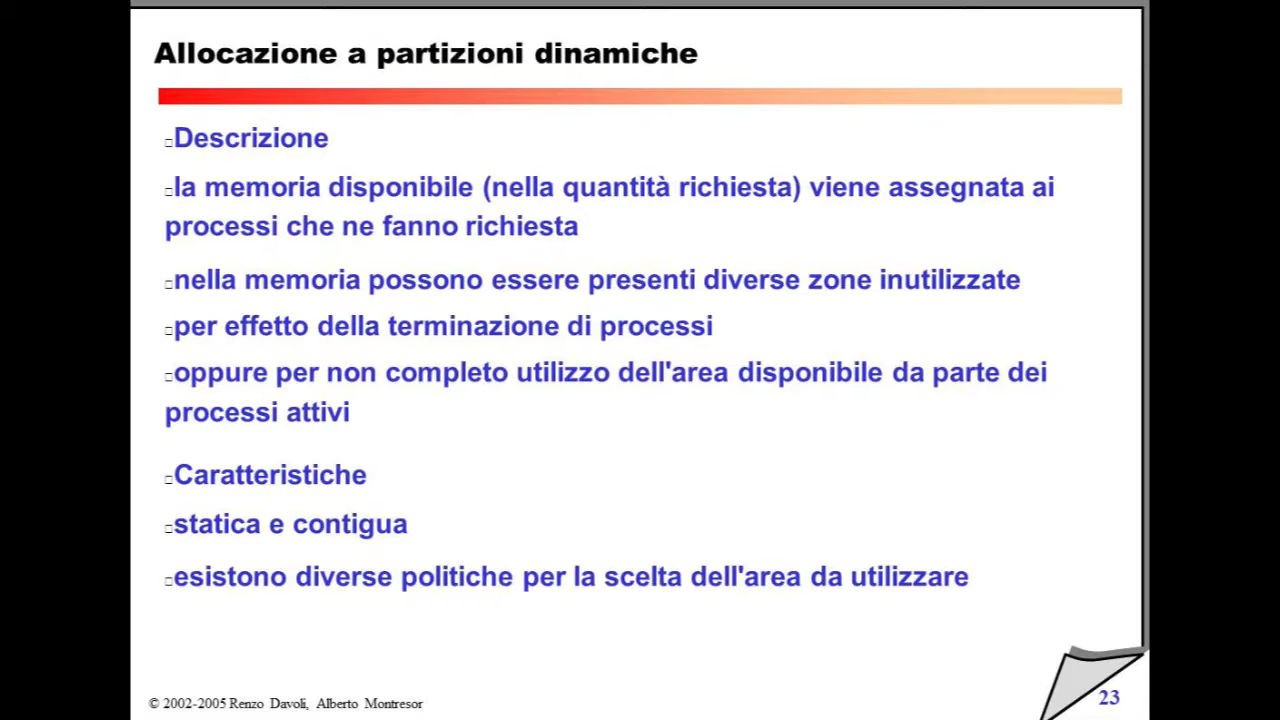 Allocazione a partizioni dinamiche
Descrizione
la memoria disponibile (nella quantità richiesta) viene assegnata ai
processi che ne fanno richiesta
nella memoria possono essere presenti diverse zone inutilizzate
per effetto della terminazione di processi
oppure per non completo utilizzo dell'area disponibile da parte dei
processi attivi
Caratteristiche
statica e contigua
esistono diverse politiche per la scelta dell'area da utilizzare
© 2002-2005 Renzo Davoli, Alberto Montresor
23